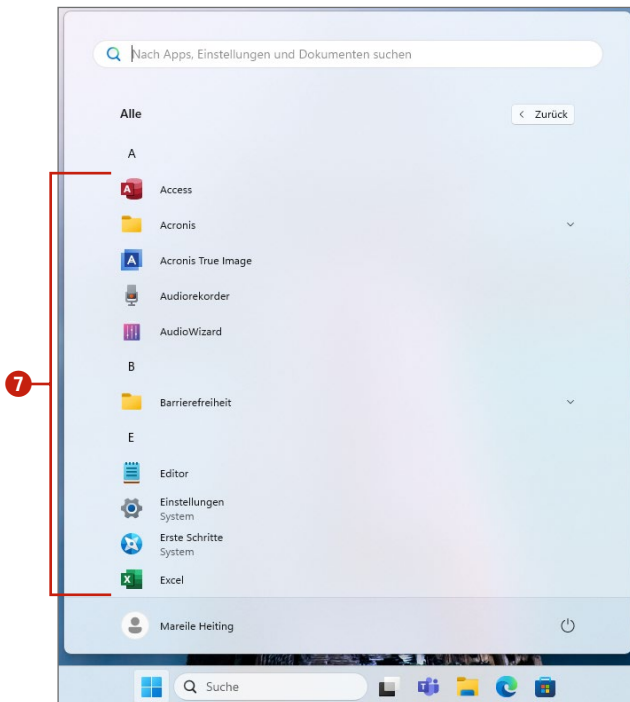 Nach Apps, Einstellungen und Dokumenten suchen
Alle
< Zurück
A
Access
Acronis
Acronis True Image
Audiorekorder
AudioWizard
B
Barrierefreiheit
7
E
Editor
Einstellungen
System
Erste Schritte
System
Excel
Mareile Heiting
Suche